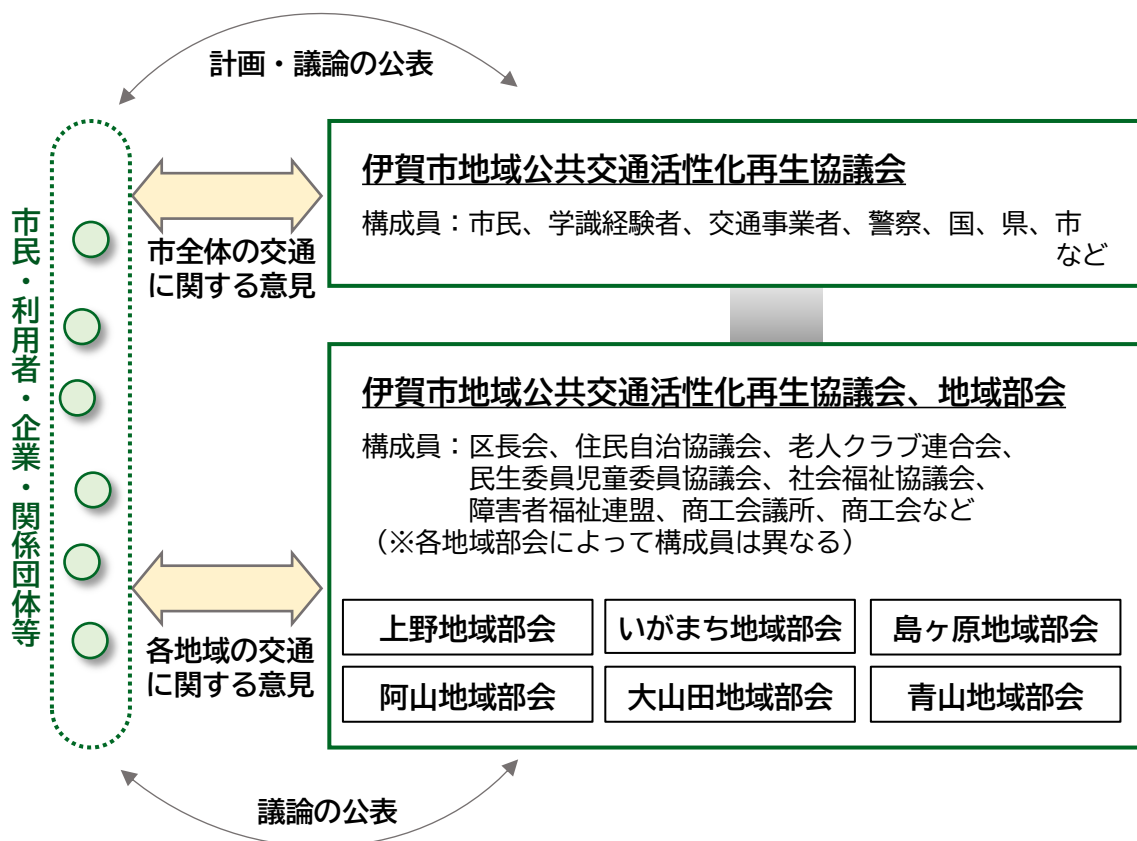 計画・議論の公表
伊賀市地域公共交通活性化再生協議会
構成員：市民、学識経験者、交通事業者、警察、国、県、市
など
市全体の交通
に関する意見
市民・利用者・企業・関係団体等
伊賀市地域公共交通活性化再生協議会、地域部会
構成員：区長会、住民自治協議会、老人クラブ連合会、
民生委員児童委員協議会、社会福祉協議会、
障害者福祉連盟、商工会議所、商工会など
（※各地域部会によって構成員は異なる）
各地域の交通
に関する意見
上野地域部会
いがまち地域部会
島ヶ原地域部会
阿山地域部会
大山田地域部会
青山地域部会
議論の公表